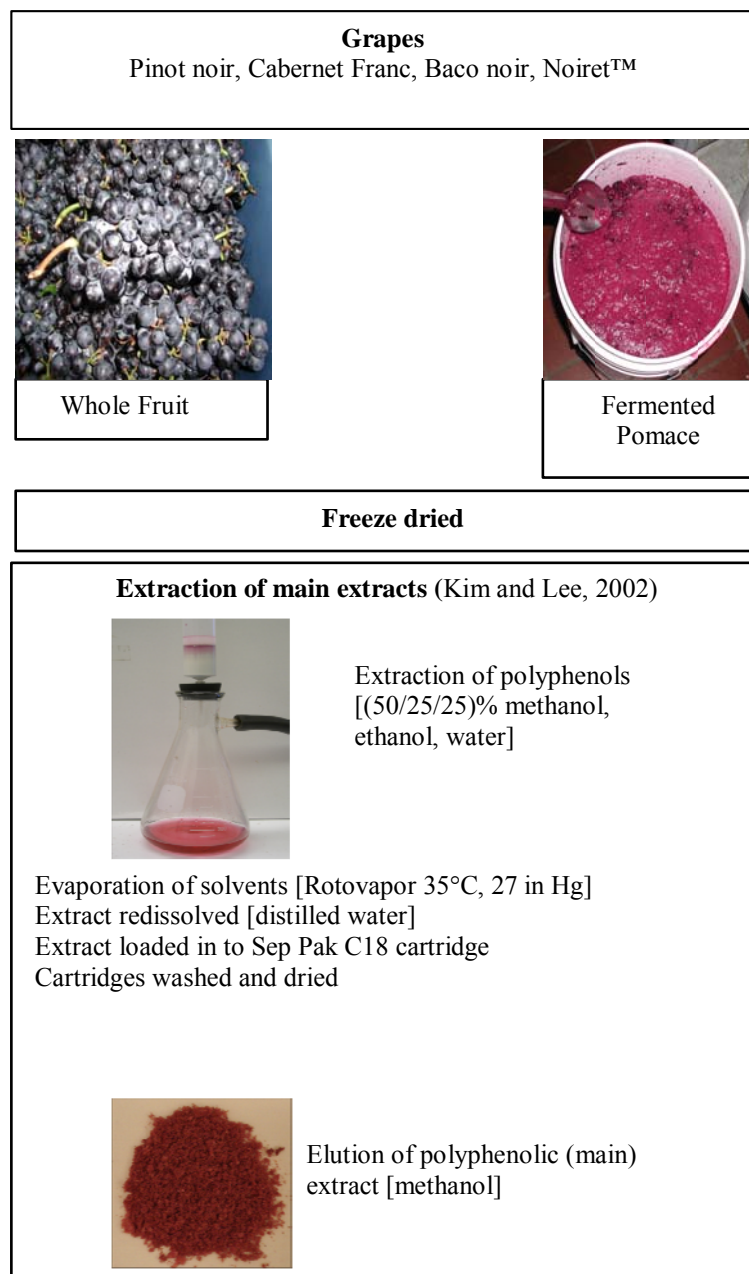 Grapes
Pinot noir, Cabernet Franc, Baco noir, Noiret™
Whole Fruit
Fermented
Pomace
Freeze dried
Extraction of main extracts (Kim and Lee, 2002)
Extraction of polyphenols
[(50/25/25)% methanol,
ethanol, water]
Evaporation of solvents [Rotovapor 35°C, 27 in Hg]
Extract redissolved [distilled water]
Extract loaded in to Sep Pak C18 cartridge
Cartridges washed and dried
Elution of polyphenolic (main)
extract [methanol]